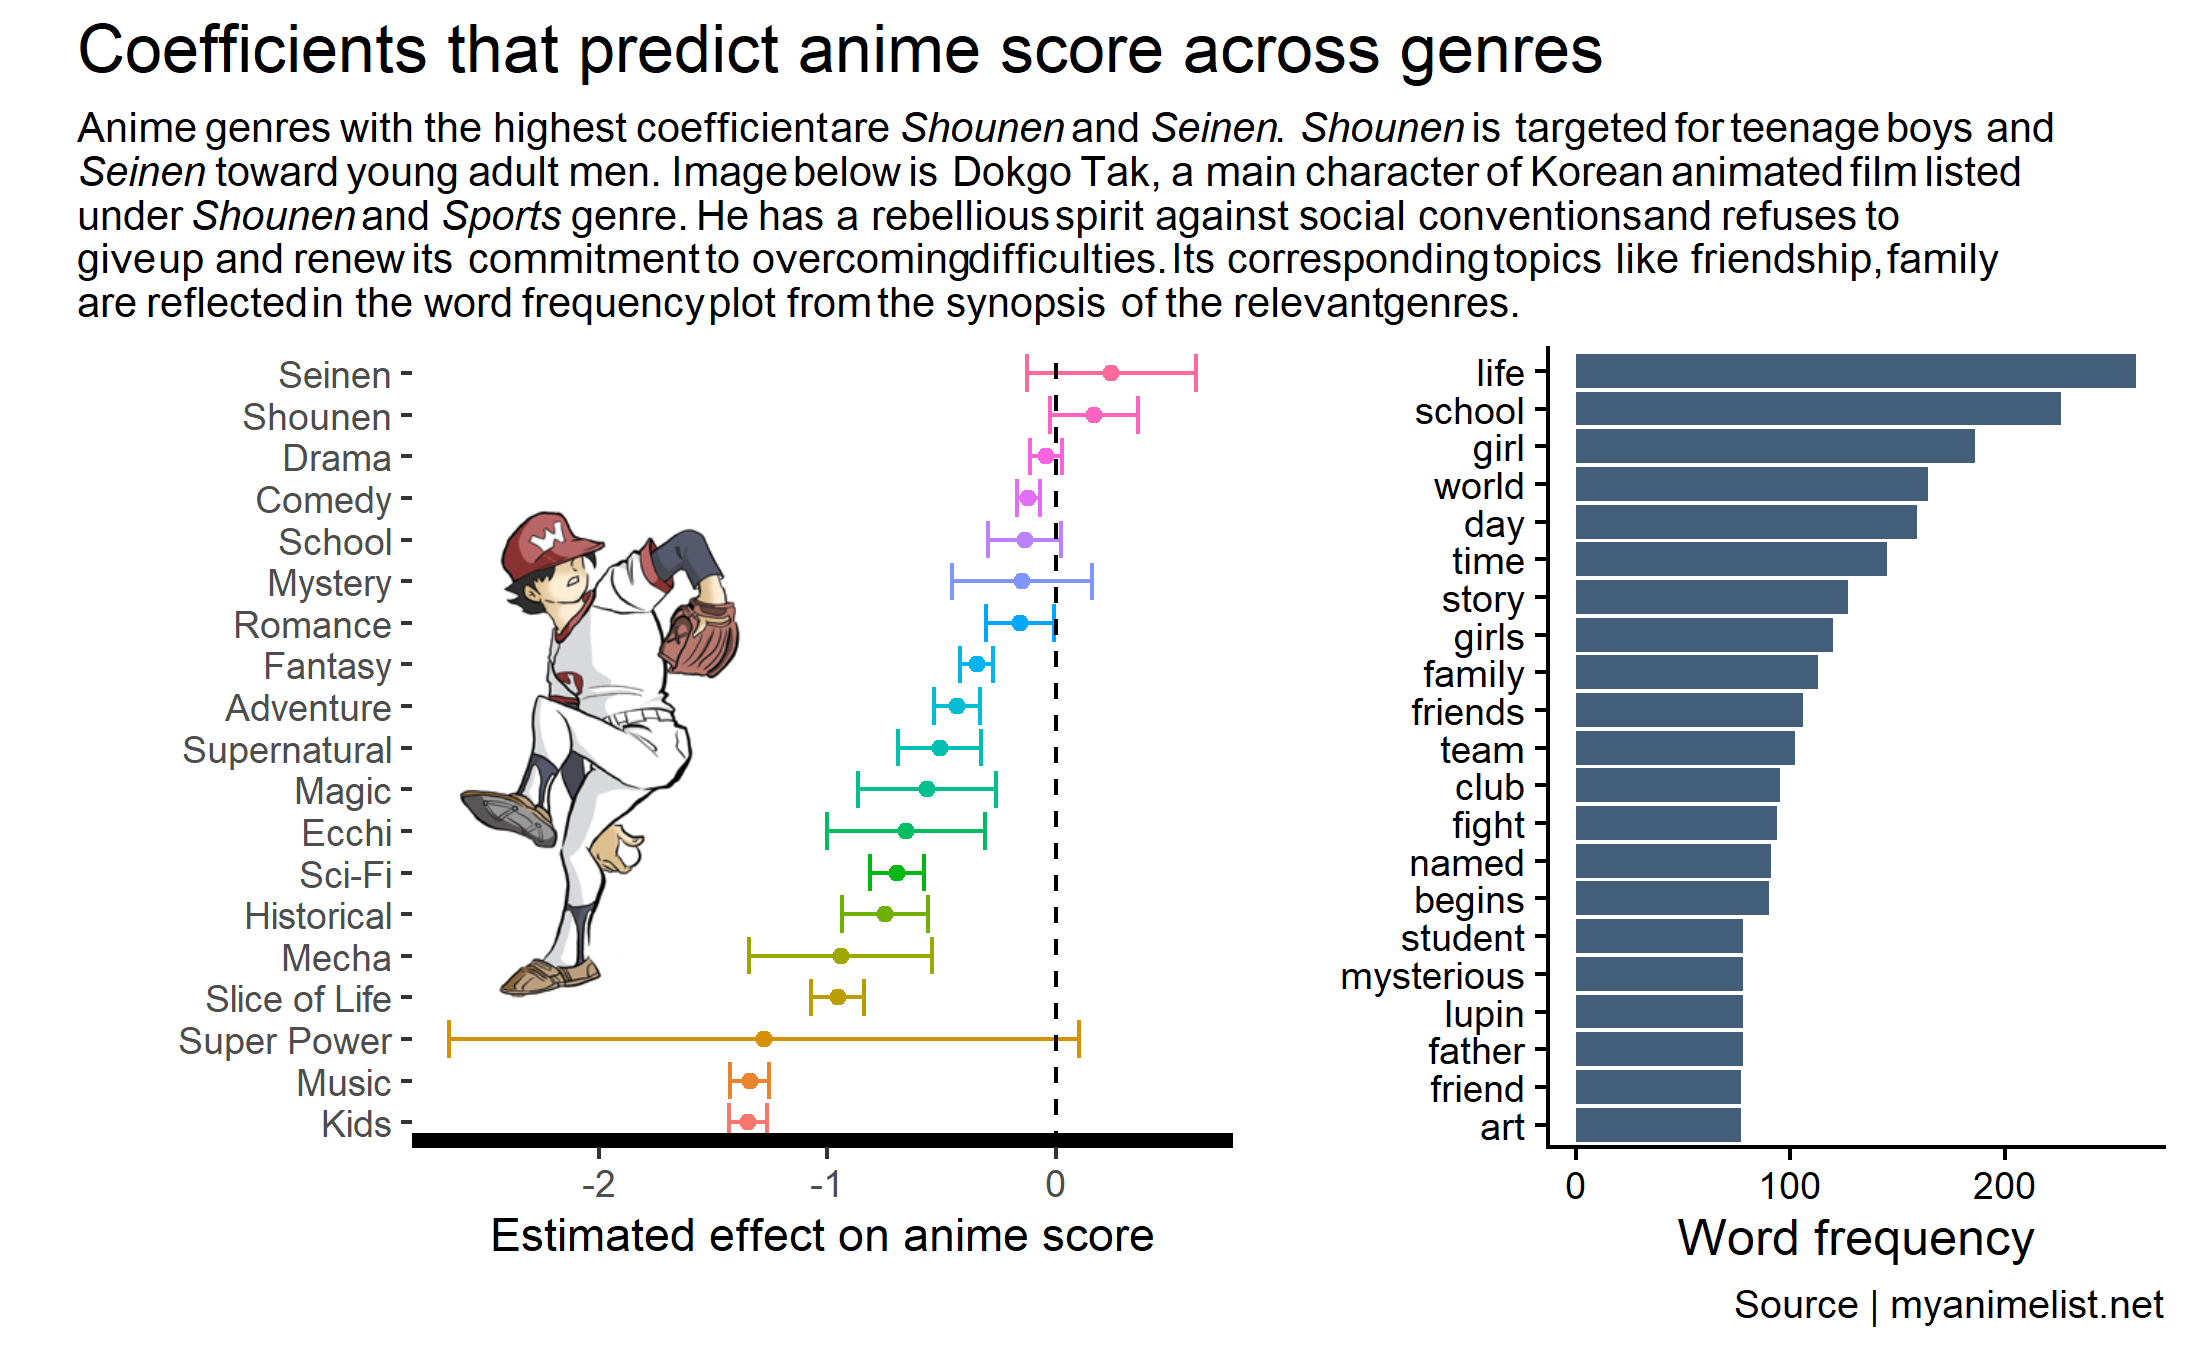 Coefficients that predict anime score across genres
Anime genres with the highest coefficientare Shounen and Seinen. Shounen is targeted for teenage boys and
Seinen toward young adult men. Image below is Dokgo Tak, a main character of Korean animated film listed
under Shounen and Sports genre. He has a rebellious spirit against social conventionsand refuses to
giveup and renew its commitment to overcomingdifficulties. Its corresponding topics like friendship, family
are reflected in the word frequency plot from the synopsis of the relevantgenres.
Seinen
Shounen
Drama
Comedy
School
Mystery
Romance
Fantasy
Adventure
Supernatural
Magic
Ecchi
Sci-Fi
Historical
Mecha
Slice of Life
Super Power
Music
Kids
W
-2 -1 0
Estimated effect on anime score
life
school
girl
world
day
time
story
girls
family
friends
team
club
fight
named
begins
student
mysterious
lupin
father
friend
art
0 100 200
Word frequency
Source | myanimelist.net